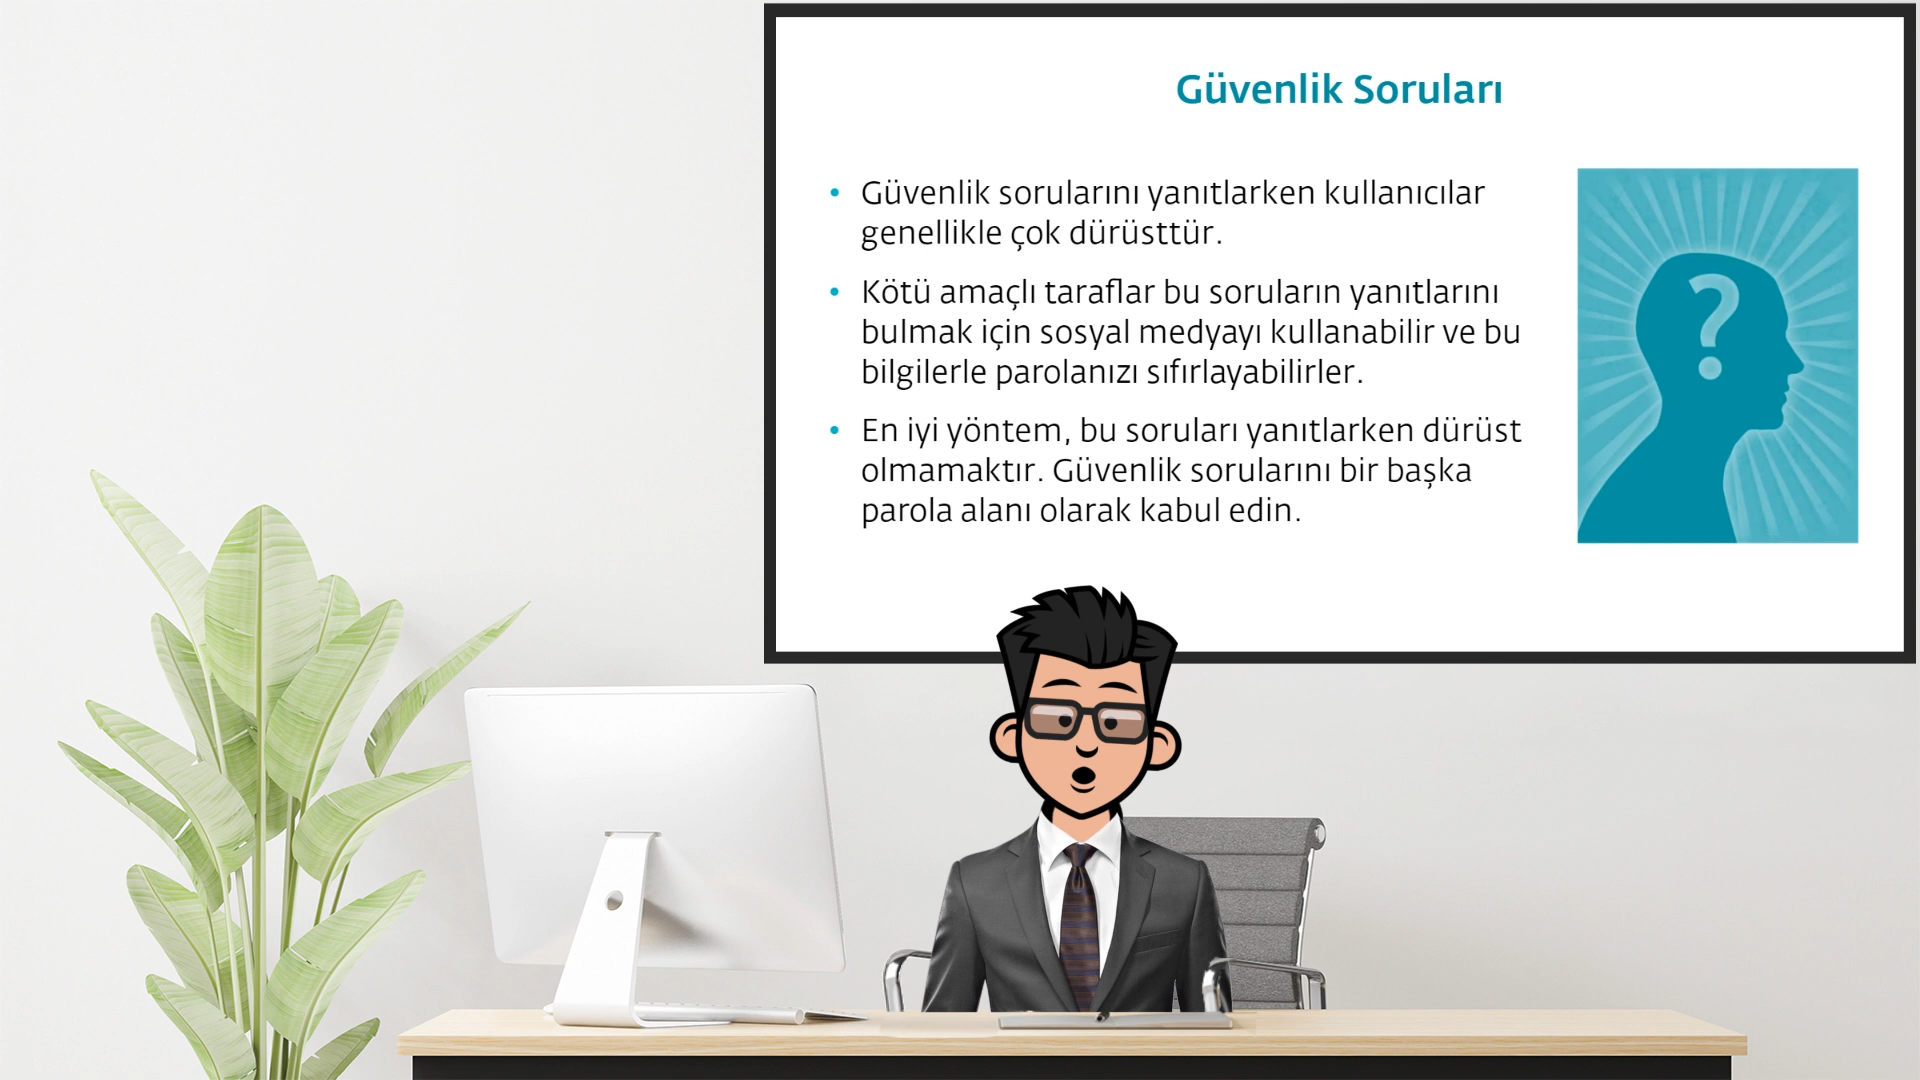 Güvenlik Soruları
• Güvenlik sorularını yanıtlarken kullanıcılar
genellikle çok dürüsttür.
• Kötü amaçlı taraflar bu soruların yanıtlarını
bulmak için sosyal medyayı kullanabilir ve bu
bilgilerle parolanızı sıfırlayabilirler.
• En iyi yöntem, bu soruları yanıtlarken dürüst
olmamaktır. Güvenlik sorularını bir başka
parola alanı olarak kabul edin.
?